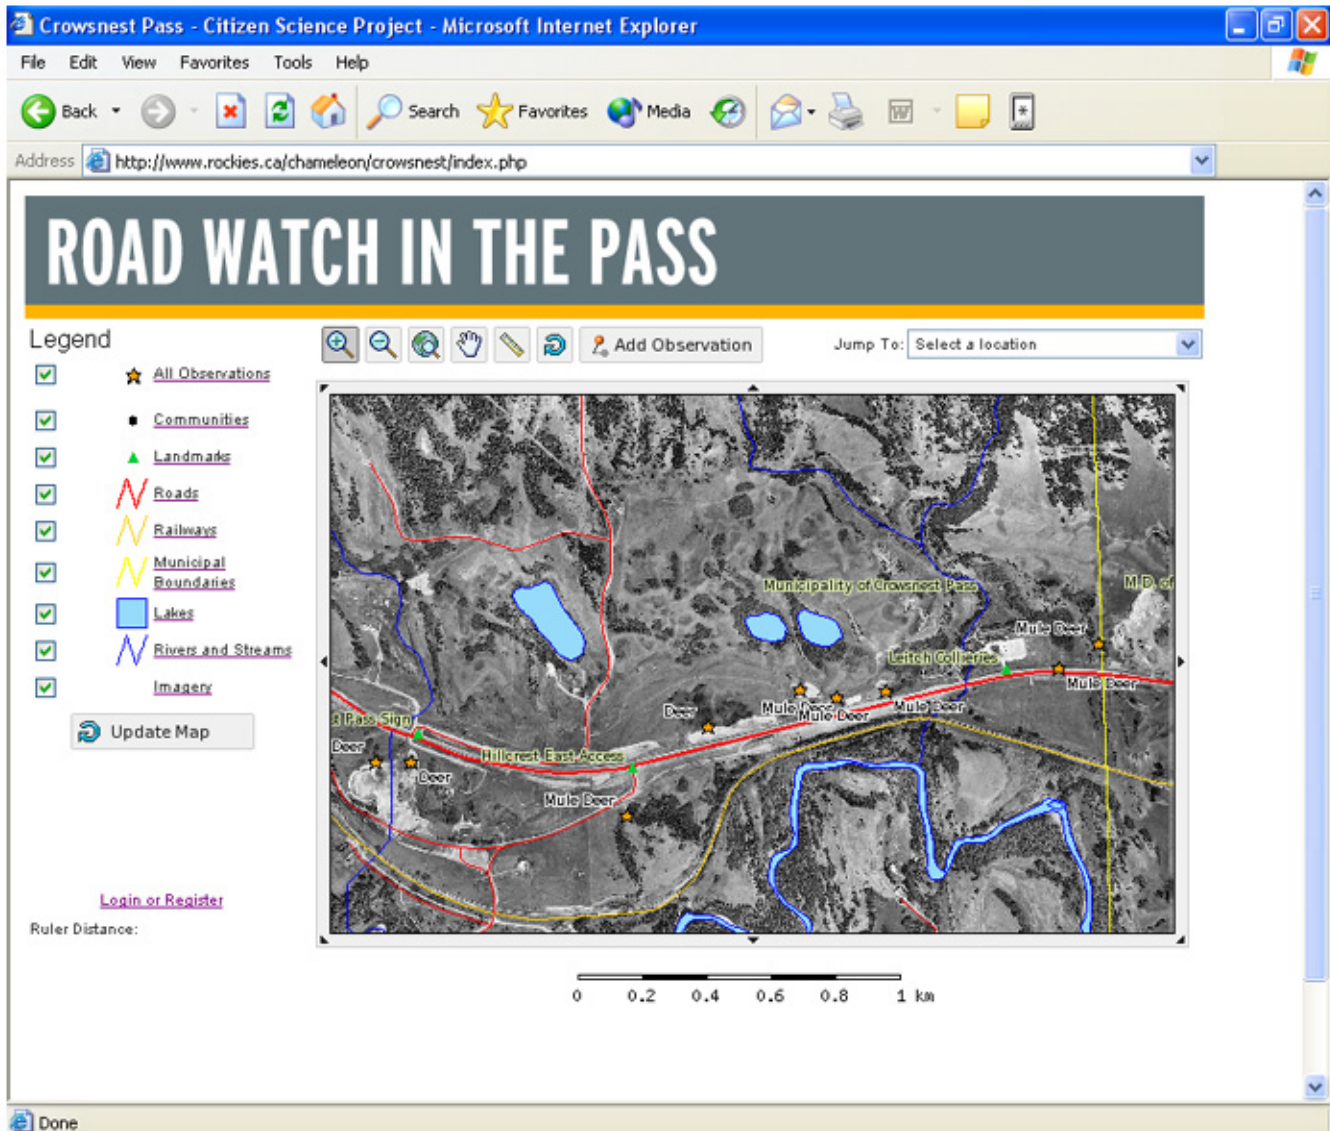 Crowsnest Pass - Citizen Science Project - Microsoft Internet Explorer
File Edit View Favorites Tools Help
Back Search Favorites Media
Address http://www.rockies.ca/chameleon/crowsnest/index.php
ROAD WATCH IN THE PASS
Legend
Add Observation
Jump To: Select a location
All Observations
Communities
Landmarks
Roads
Railways
Municipal
Boundaries
Lakes
Rivers and Streams
Imagery
Update Map
Login or Register
Ruler Distance:
Municipality of Crowsnest Pass
M.D. of
Mule Deer
Leitch Collieries
Mule Deer
Mule Deer
Mule Deer
Mule Deer
Deer
t Pass Sign
Deer
Hillcrest East Access
Deer
Mule Deer
0 0.2 0.4 0.6 0.8 1 km
Done